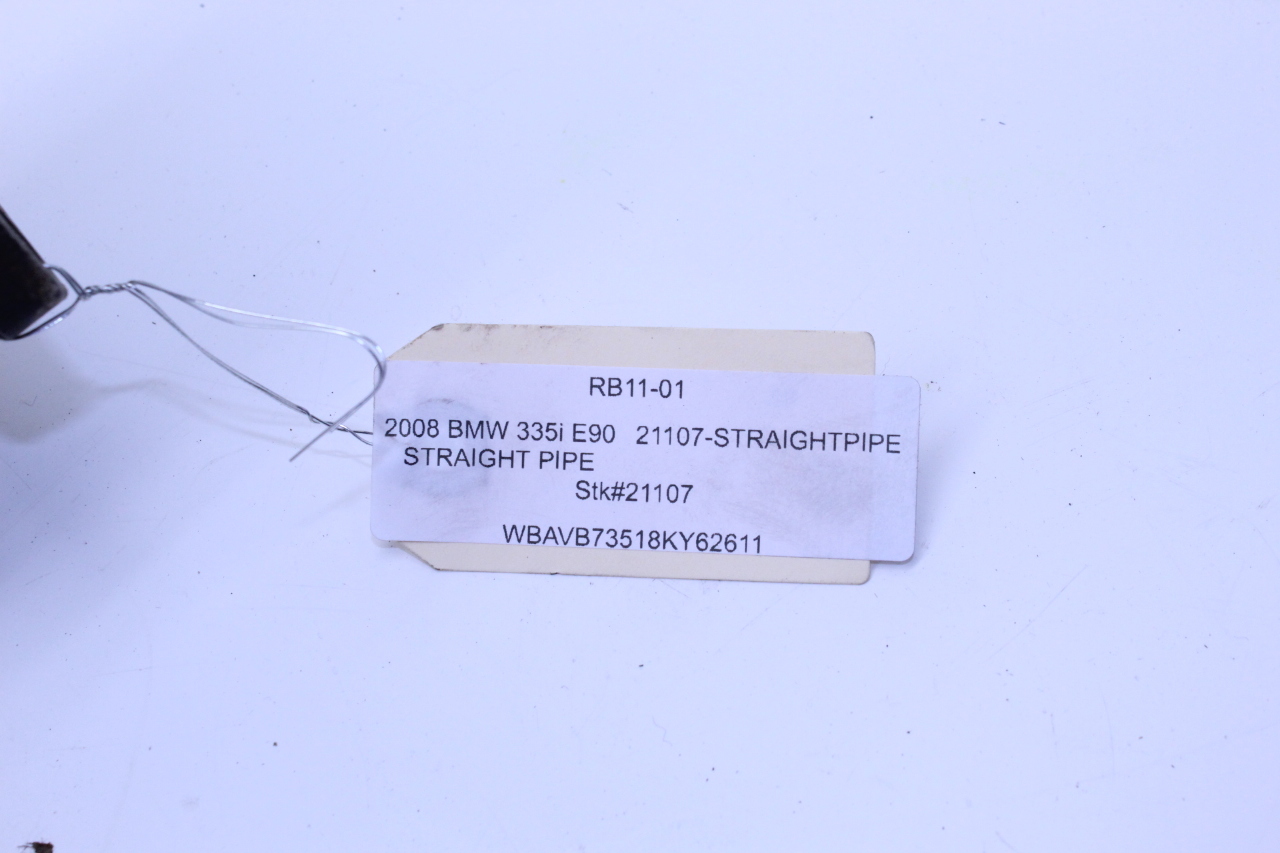 RB11-01
2008 BMW 335i E90 21107-STRAIGHTPIPE
STRAIGHT PIPE
Stk#21107
WBAVB73518KY62611